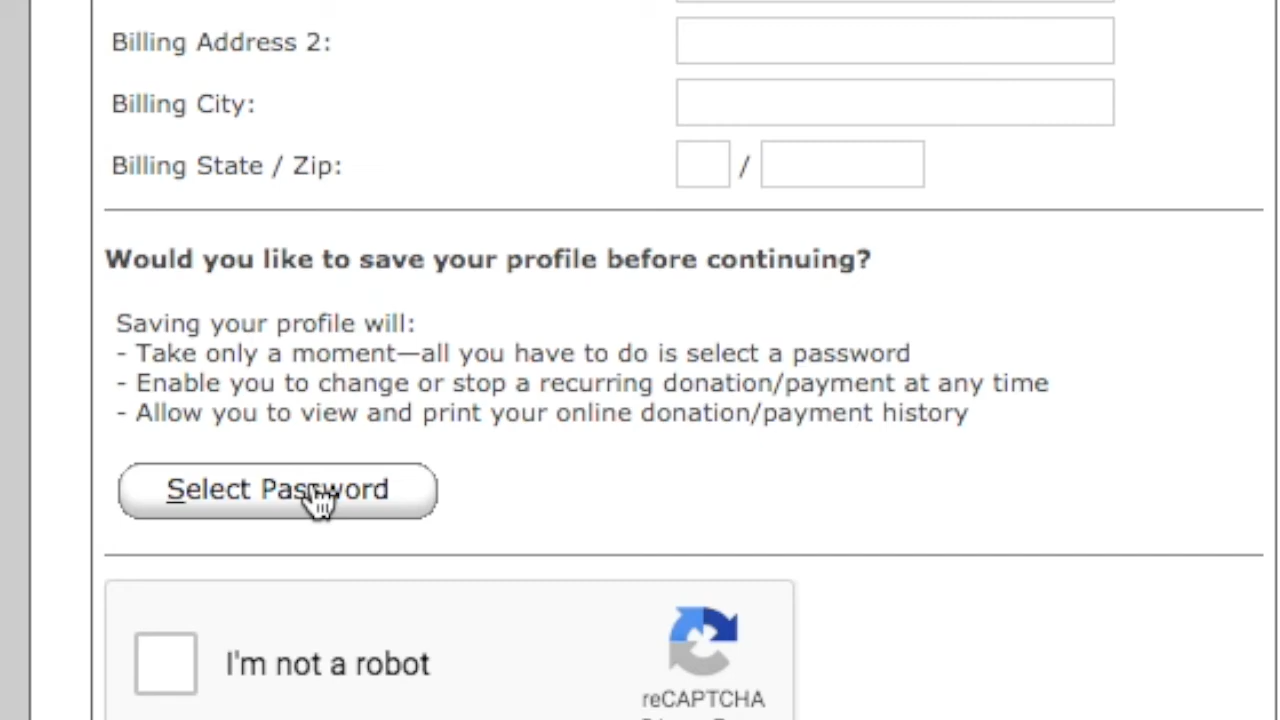 Billing Address 2:
Billing City:
Billing State / Zip:
/
Would you like to save your profile before continuing?
Saving your profile will:
- Take only a moment—all you have to do is select a password
- Enable you to change or stop a recurring donation/payment at any time
- Allow you to view and print your online donation/payment history
Select Password
I'm not a robot
reCAPTCHA